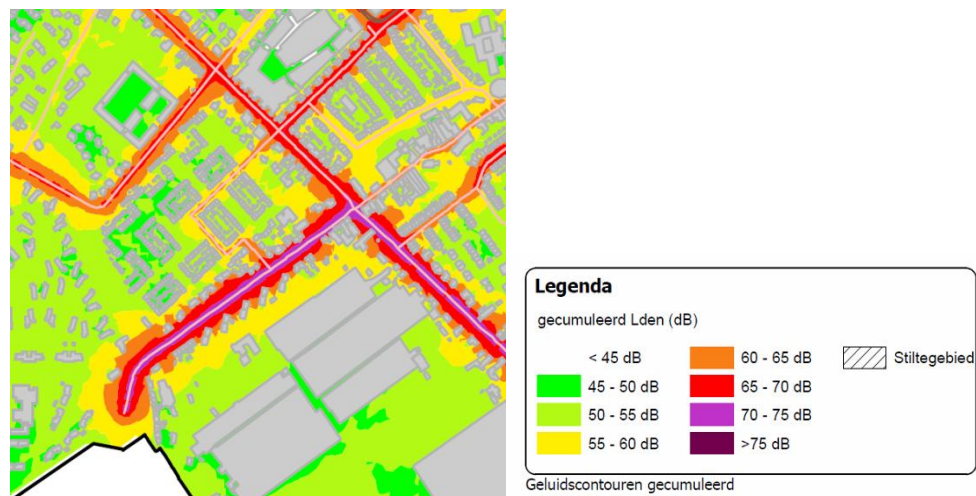 Legenda
gecumuleerd Lden (dB)
< 45 dB
45 - 50 dB
50 - 55 dB
55 - 60 dB
60 - 65 dB
65 - 70 dB
70 - 75 dB
>75 dB
Stiltegebied
Geluidscontouren gecumuleerd